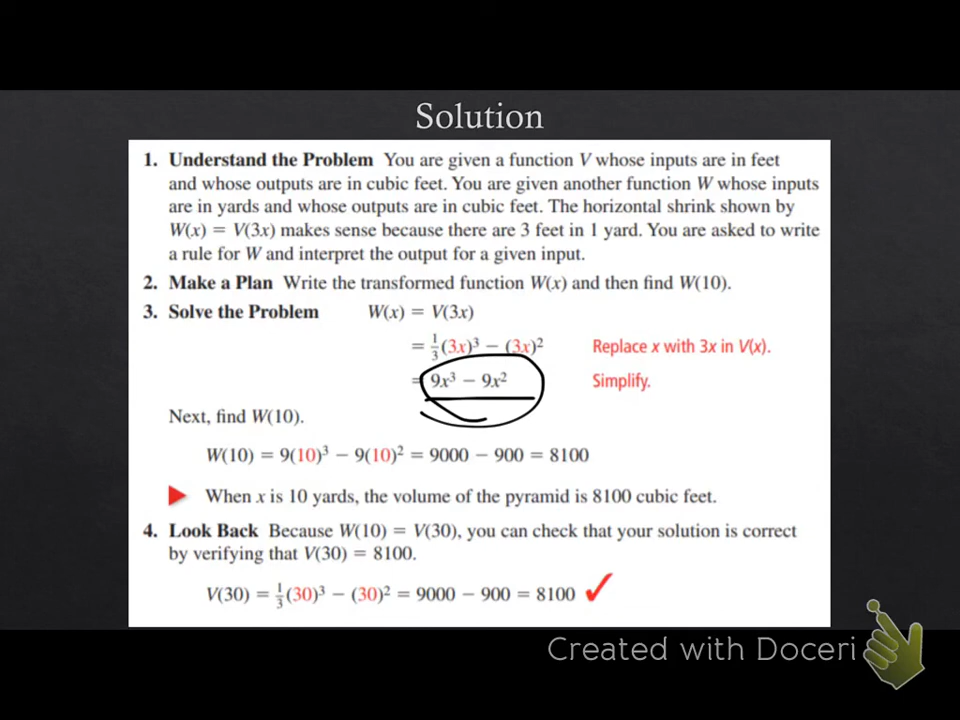 Solution
1. Understand the Problem You are given a function V whose inputs are in feet
and whose outputs are in cubic feet. You are given another function W whose inputs
are in yards and whose outputs are in cubic feet. The horizontal shrink shown by
W(x) = V(3x) makes sense because there are 3 feet in 1 yard. You are asked to write
a rule for W and interpret the output for a given input.
2. Make a Plan Write the transformed function W(x) and then find W(10).
3. Solve the Problem W(x) = V(3x)
= 1/3(3x)³ − (3x)² Replace x with 3x in V(x).
= 9x³ − 9x² Simplify.
Next, find W(10).
W(10) = 9(10)³ − 9(10)² = 9000 − 900 = 8100
When x is 10 yards, the volume of the pyramid is 8100 cubic feet.
4. Look Back Because W(10) = V(30), you can check that your solution is correct
by verifying that V(30) = 8100.
V(30) = 1/3(30)³ − (30)² = 9000 − 900 = 8100 ✓
Created with Doceri